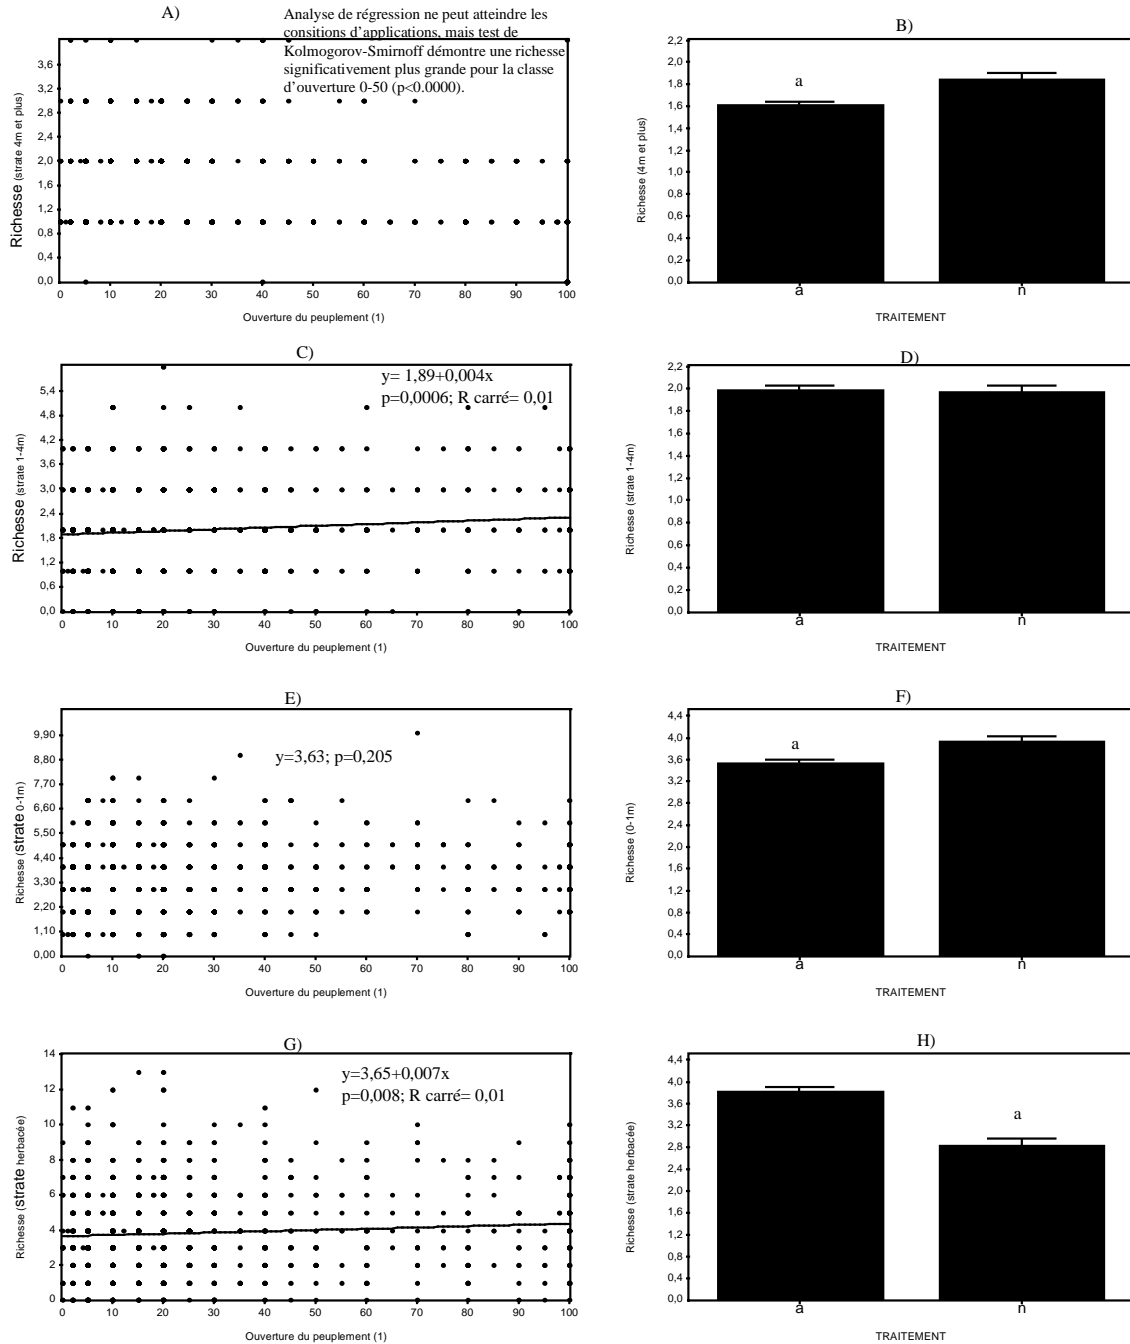 A)
Analyse de régression ne peut atteindre les
consitions d'applications, mais test de
Kolmogorov-Smirnoff démontre une richesse
significativement plus grande pour la classe
d'ouverture 0-50 (p<0.0000).
Richesse (strate 4m et plus)
3,6
3,2
2,8
2,4
2,0
1,6
1,2
0,8
0,4
0,0
0 10 20 30 40 50 60 70 80 90 100
Ouverture du peuplement (1)
B)
Richesse (4m et plus)
2,2
2,0
1,8
1,6
1,4
1,2
1,0
0,8
0,6
0,4
0,2
0,0
a
a n
TRAITEMENT
C)
y= 1,89+0,004x
p=0,0006; R carré= 0,01
Richesse (strate 1-4m)
5,4
4,8
4,2
3,6
3,0
2,4
1,8
1,2
0,6
0,0
0 10 20 30 40 50 60 70 80 90 100
Ouverture du peuplement (1)
D)
Richesse (strate 1-4m)
2,2
2,0
1,8
1,6
1,4
1,2
1,0
0,8
0,6
0,4
0,2
0,0
a n
TRAITEMENT
E)
y=3,63; p=0,205
Richesse (strate 0-1m)
9,90
8,80
7,70
6,60
5,50
4,40
3,30
2,20
1,10
0,00
0 10 20 30 40 50 60 70 80 90 100
Ouverture du peuplement (1)
F)
Richesse (0-1m)
4,4
4,0
3,6
3,2
2,8
2,4
2,0
1,6
1,2
0,8
0,4
0,0
a
a n
TRAITEMENT
G)
y=3,65+0,007x
p=0,008; R carré= 0,01
Richesse (strate herbacée)
14
12
10
8
6
4
2
0
0 10 20 30 40 50 60 70 80 90 100
Ouverture du peuplement (1)
H)
Richesse (strate herbacée)
4,4
4,0
3,6
3,2
2,8
2,4
2,0
1,6
1,2
0,8
0,4
0,0
a
a n
TRAITEMENT